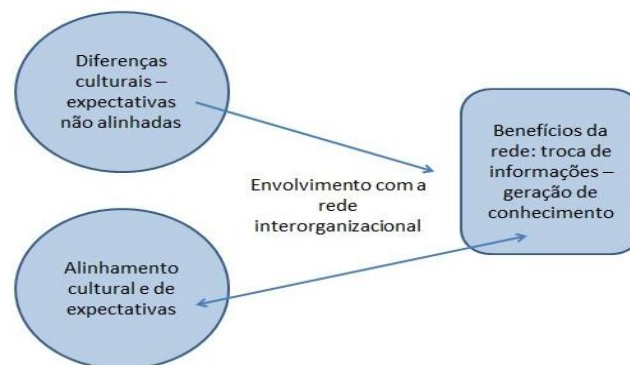 Diferenças
culturais –
expectativas
não alinhadas
Benefícios da
rede: troca de
informações –
geração de
conhecimento
Envolvimento com a
rede
interorganizacional
Alinhamento
cultural e de
expectativas